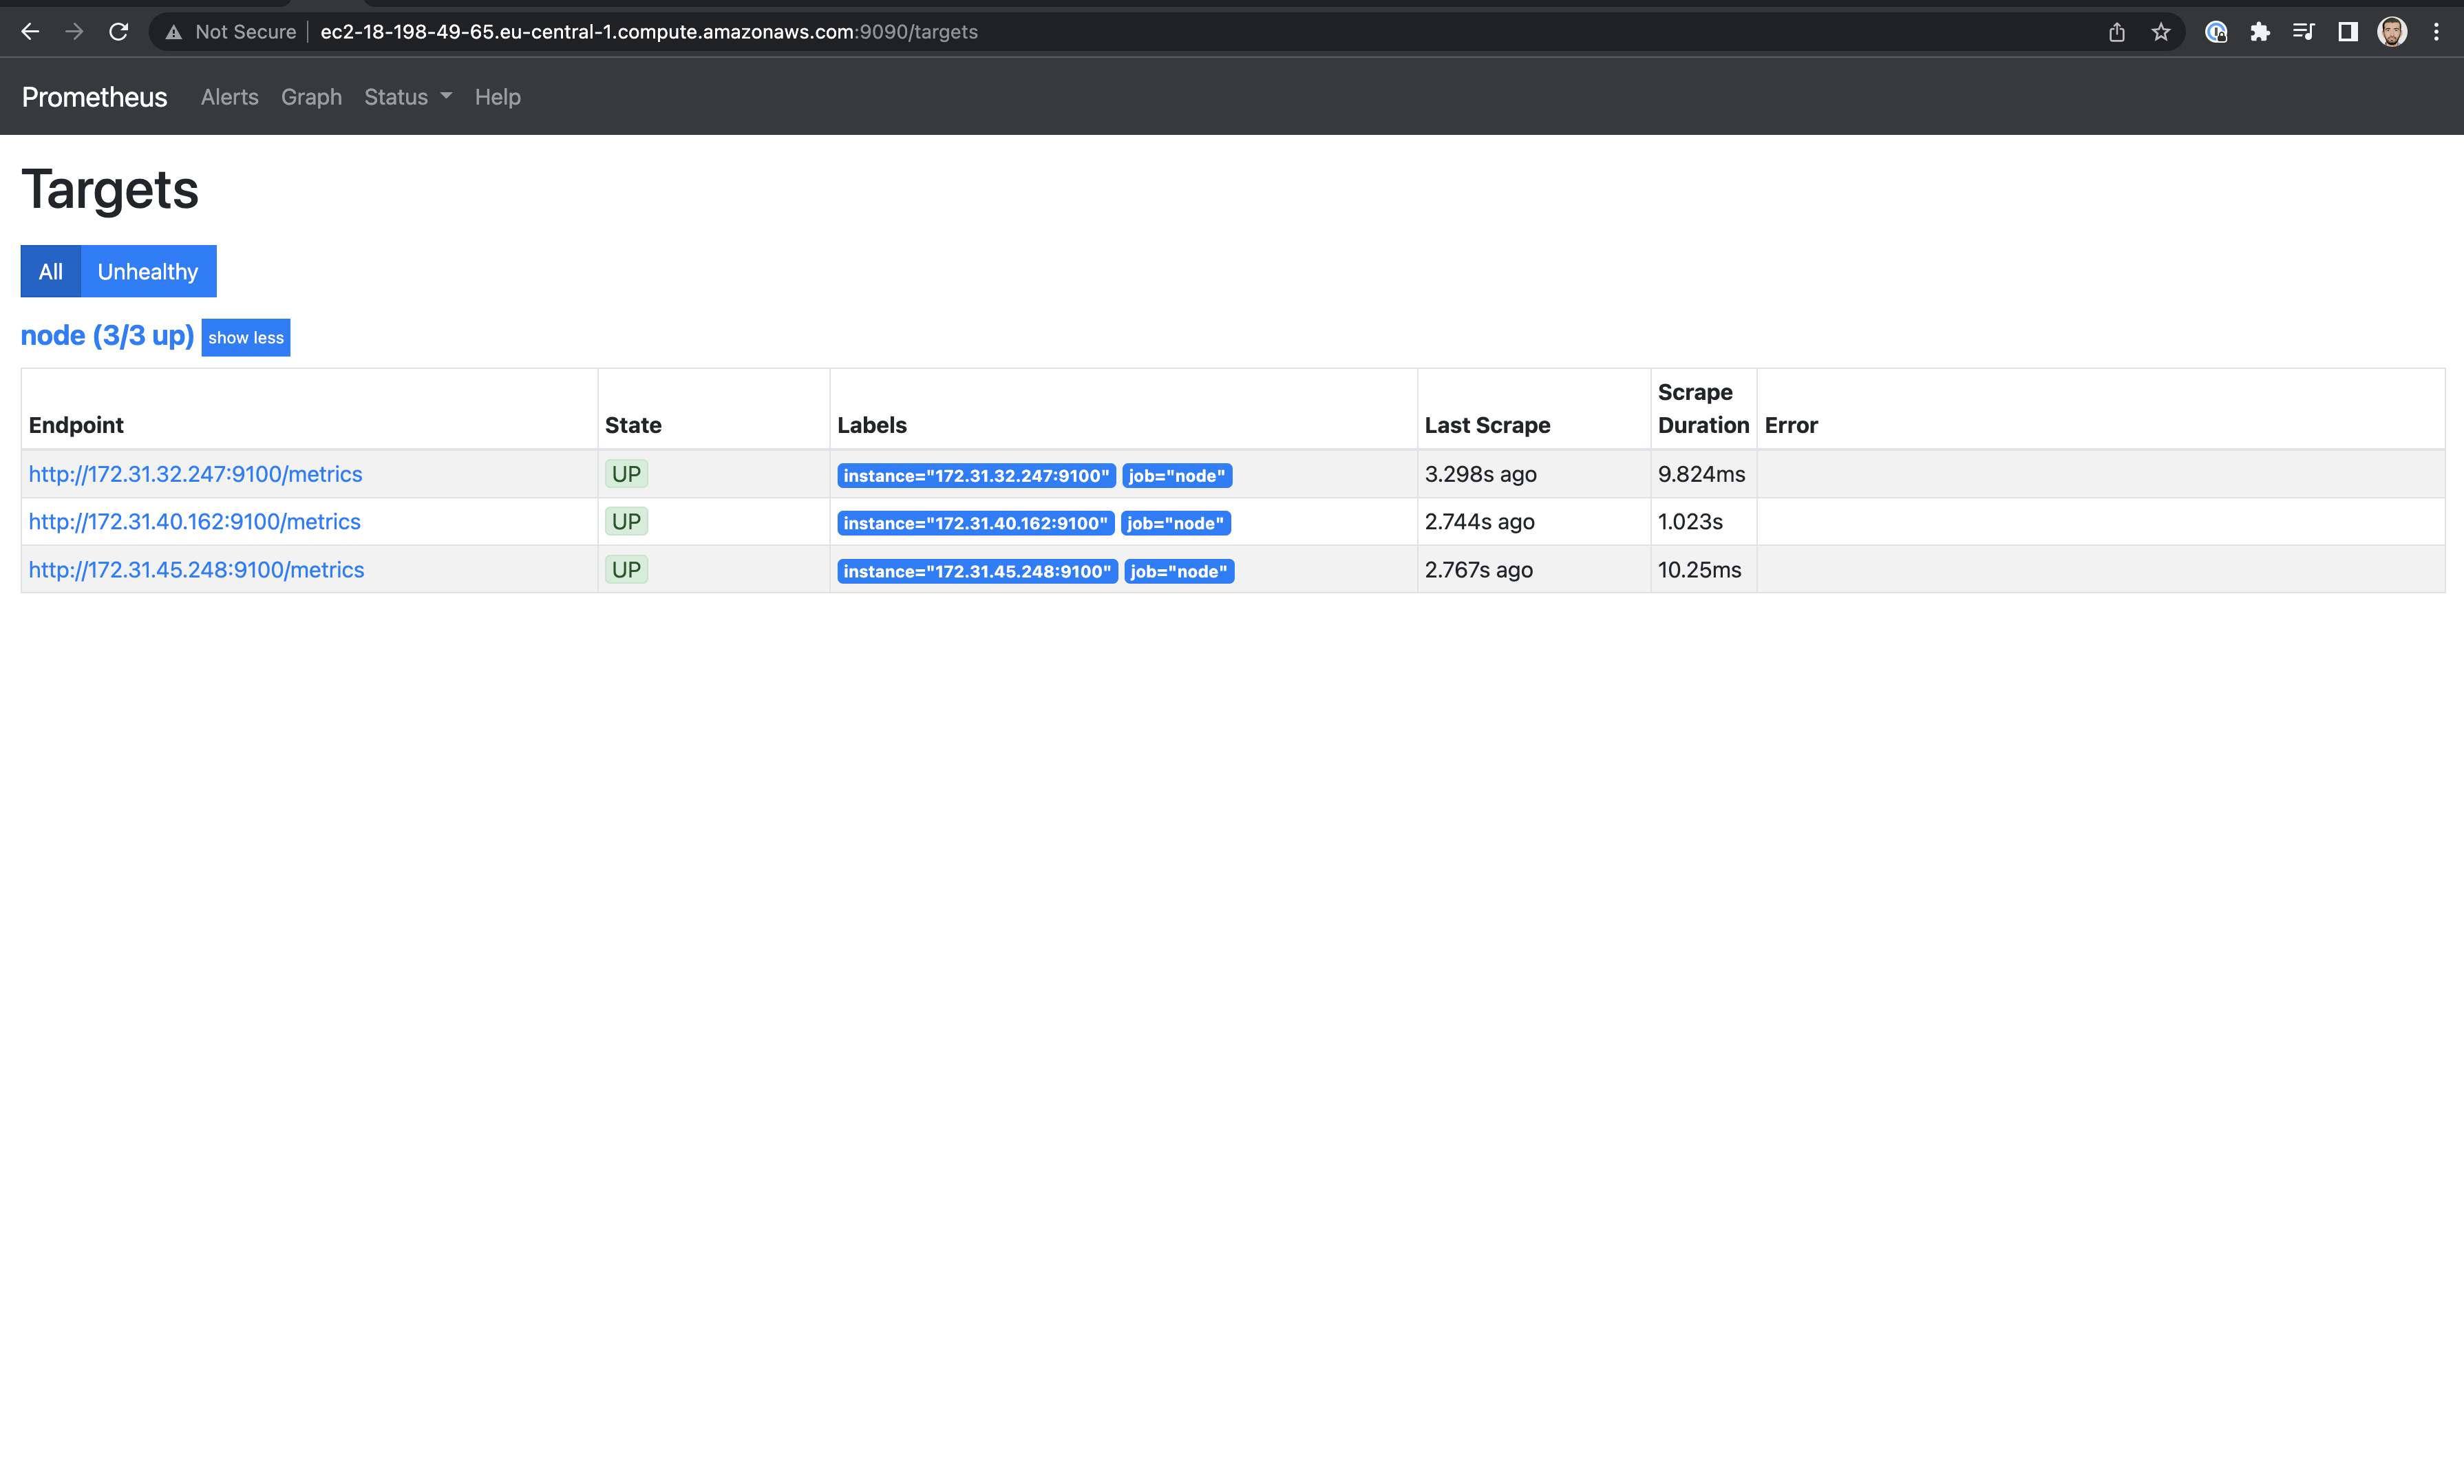 Not Secure ec2-18-198-49-65.eu-central-1.compute.amazonaws.com:9090/targets
Prometheus Alerts Graph Status Help
Targets
All Unhealthy
node (3/3 up) show less
Endpoint State Labels Last Scrape Scrape Duration Error
http://172.31.32.247:9100/metrics UP instance="172.31.32.247:9100" job="node" 3.298s ago 9.824ms
http://172.31.40.162:9100/metrics UP instance="172.31.40.162:9100" job="node" 2.744s ago 1.023s
http://172.31.45.248:9100/metrics UP instance="172.31.45.248:9100" job="node" 2.767s ago 10.25ms